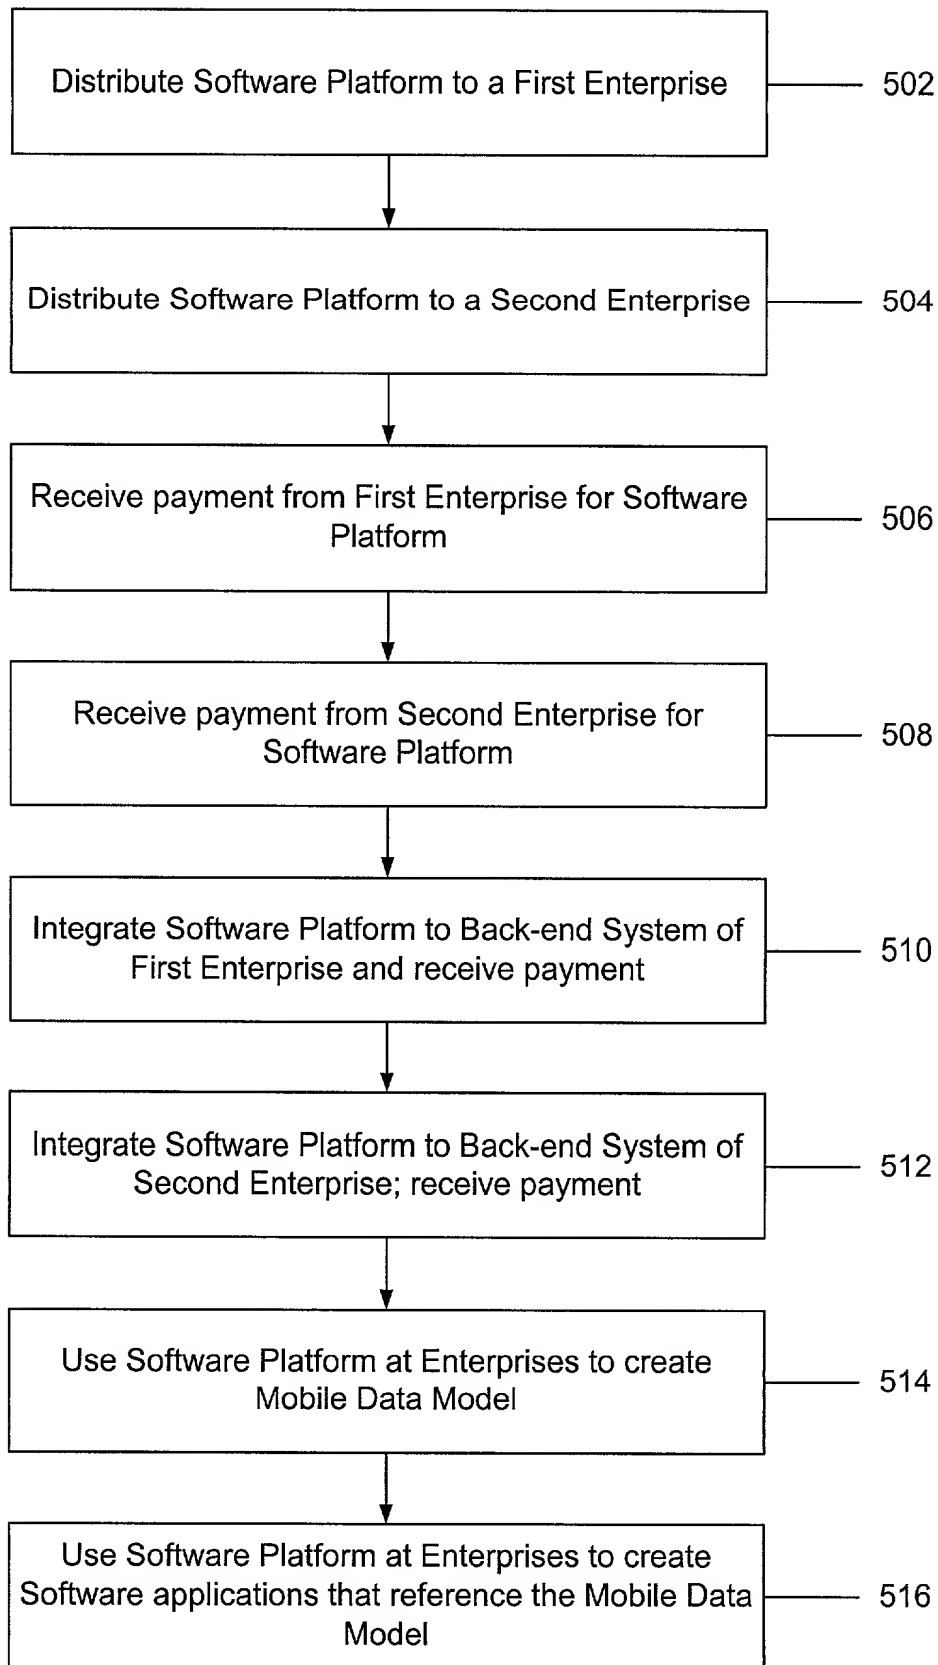 Distribute Software Platform to a First Enterprise
502
Distribute Software Platform to a Second Enterprise
504
Receive payment from First Enterprise for Software
Platform
506
Receive payment from Second Enterprise for
Software Platform
508
Integrate Software Platform to Back-end System of
First Enterprise and receive payment
510
Integrate Software Platform to Back-end System of
Second Enterprise; receive payment
512
Use Software Platform at Enterprises to create
Mobile Data Model
514
Use Software Platform at Enterprises to create
Software applications that reference the Mobile Data
Model
516